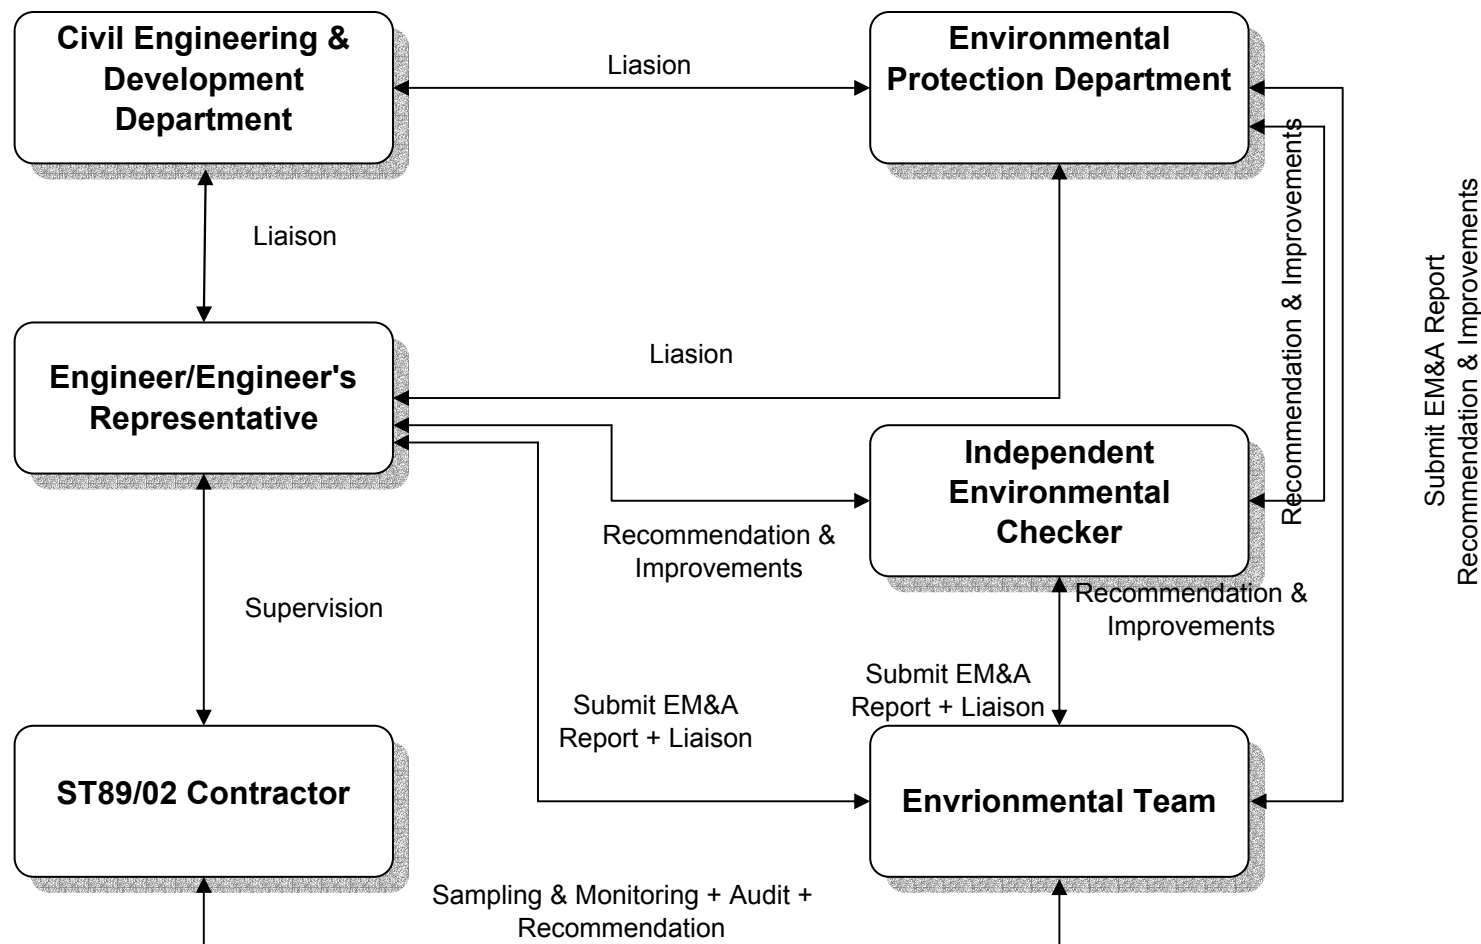 Civil Engineering &
Development
Department
Liasion
Environmental
Protection Department
Liaison
Recommendation & Improvements
Submit EM&A Report
Recommendation & Improvements
Engineer/Engineer's
Representative
Liasion
Independent
Environmental
Checker
Recommendation &
Improvements
Supervision
Recommendation &
Improvements
Submit EM&A
Report + Liaison
Submit EM&A
Report + Liaison
ST89/02 Contractor
Envrionmental Team
Sampling & Monitoring + Audit +
Recommendation